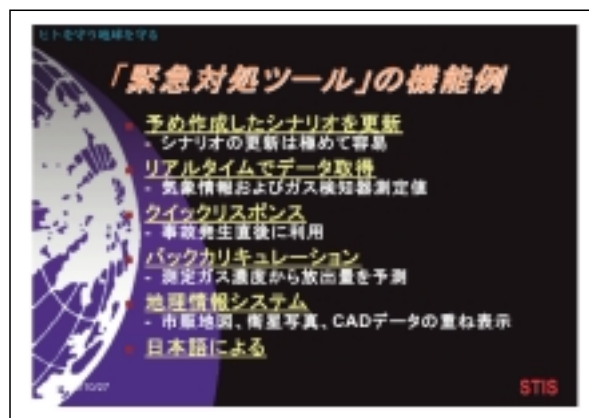 ヒトを守り地球を守る
「緊急対処ツール」の機能例
予め作成したシナリオを更新
- シナリオの更新は極めて容易
リアルタイムでデータ取得
- 気象情報およびガス検知器測定値
クイックリスポンス
- 事故発生直後に利用
バックカリキュレーション
- 測定ガス濃度から放出量を予測
地理情報システム
- 市販地図、衛星写真、CADデータの重ね表示
日本語による
10/27
STIS